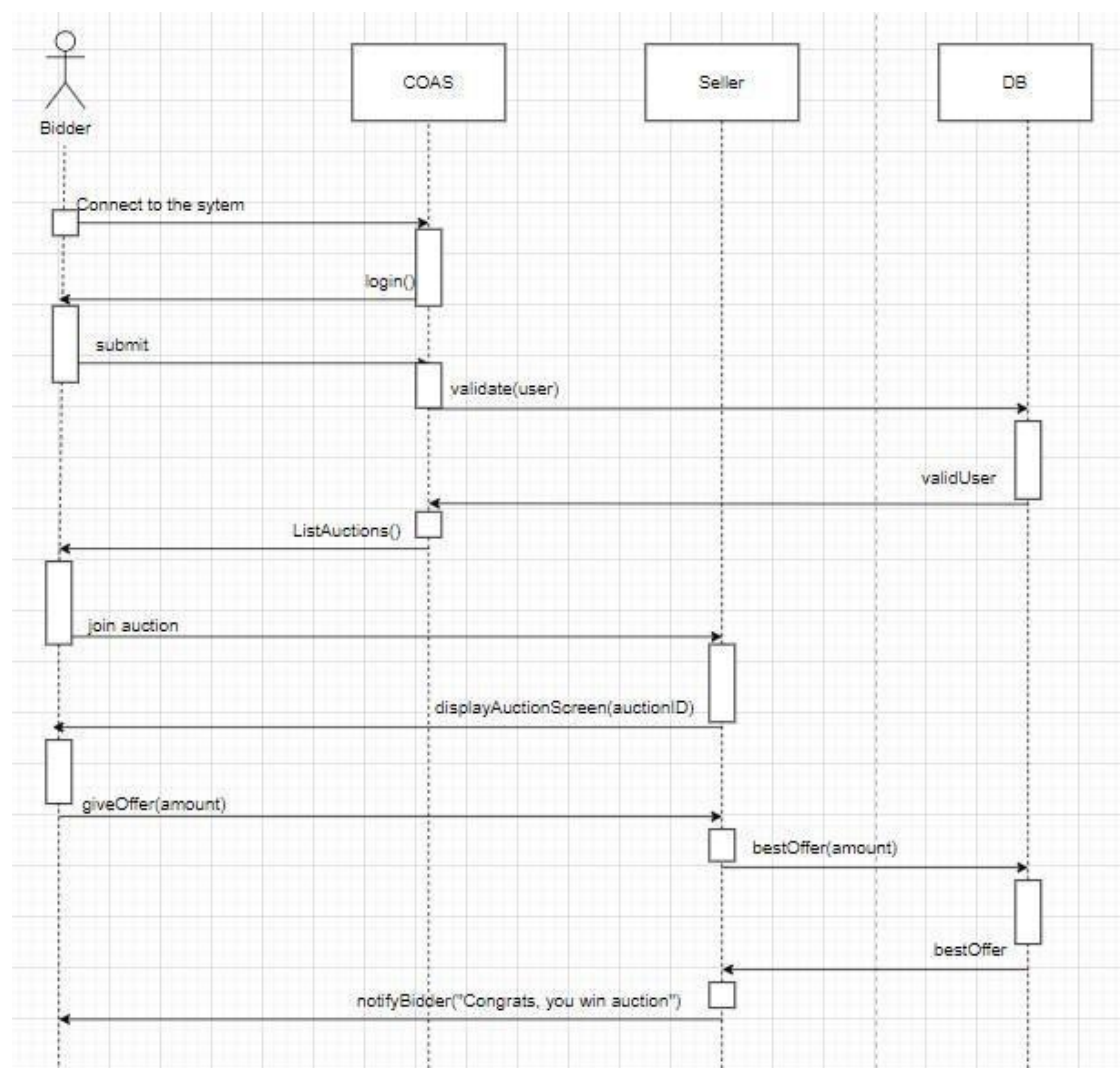 COAS
Seller
DB
Bidder
Connect to the sytem
login()
submit
validate(user)
validUser
ListAuctions()
join auction
displayAuctionScreen(auctionID)
giveOffer(amount)
bestOffer(amount)
bestOffer
notifyBidder("Congrats, you win auction")